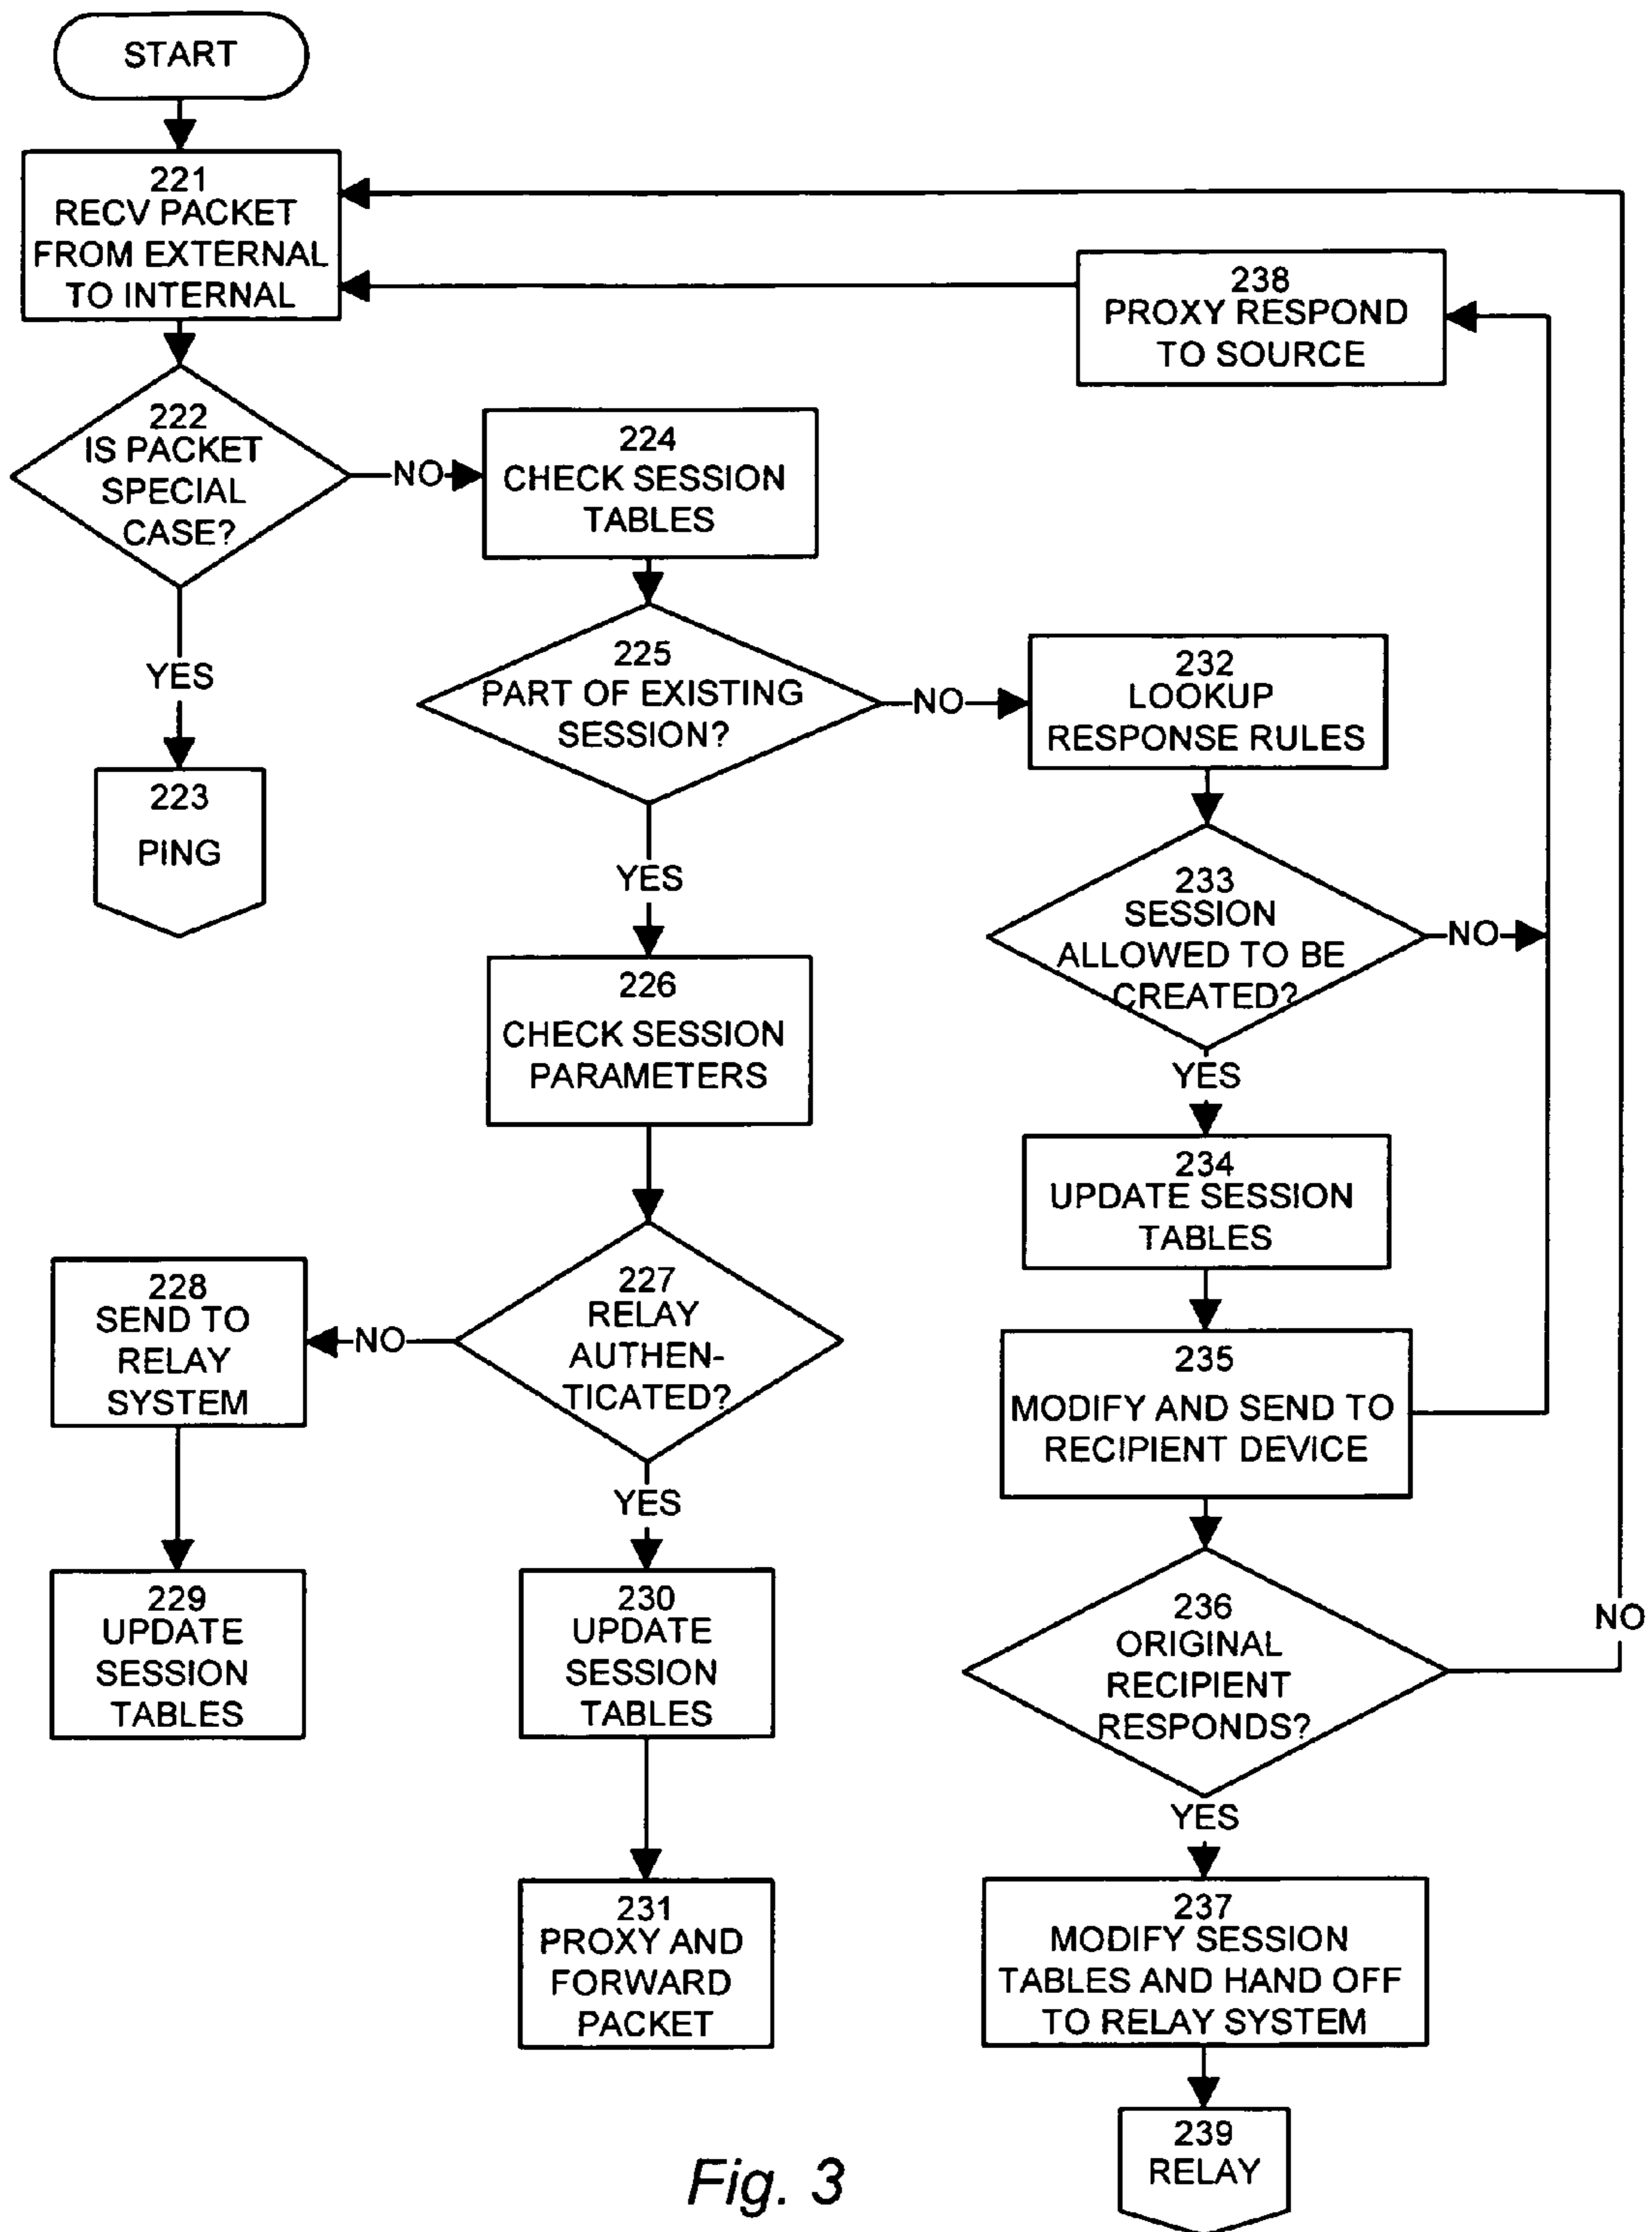 START
221
RECV PACKET
FROM EXTERNAL
TO INTERNAL
238
PROXY RESPOND
TO SOURCE
222
IS PACKET
SPECIAL
CASE?
NO
224
CHECK SESSION
TABLES
YES
225
PART OF EXISTING
SESSION?
NO
232
LOOKUP
RESPONSE RULES
223
PING
YES
233
SESSION
ALLOWED TO BE
CREATED?
NO
226
CHECK SESSION
PARAMETERS
YES
234
UPDATE SESSION
TABLES
228
SEND TO
RELAY
SYSTEM
NO
227
RELAY
AUTHEN-
TICATED?
235
MODIFY AND SEND TO
RECIPIENT DEVICE
YES
229
UPDATE
SESSION
TABLES
230
UPDATE
SESSION
TABLES
236
ORIGINAL
RECIPIENT
RESPONDS?
NO
YES
231
PROXY AND
FORWARD
PACKET
237
MODIFY SESSION
TABLES AND HAND OFF
TO RELAY SYSTEM
239
RELAY
Fig. 3